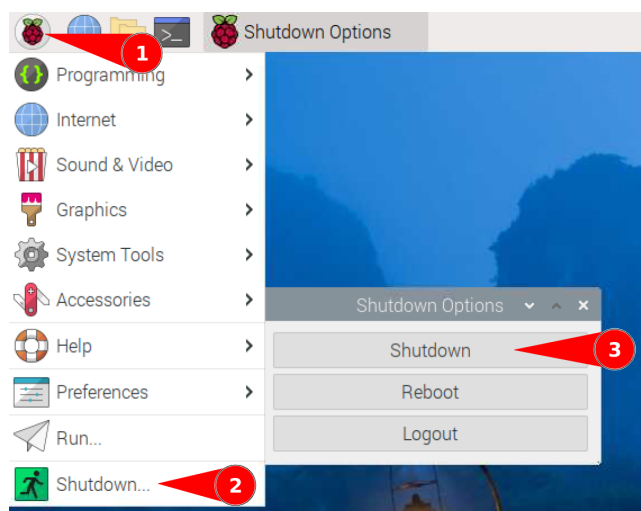 Shutdown Options
1
Programming
Internet
Sound & Video
Graphics
System Tools
Accessories
Help
Preferences
Run...
Shutdown...
2
Shutdown Options
Shutdown
3
Reboot
Logout